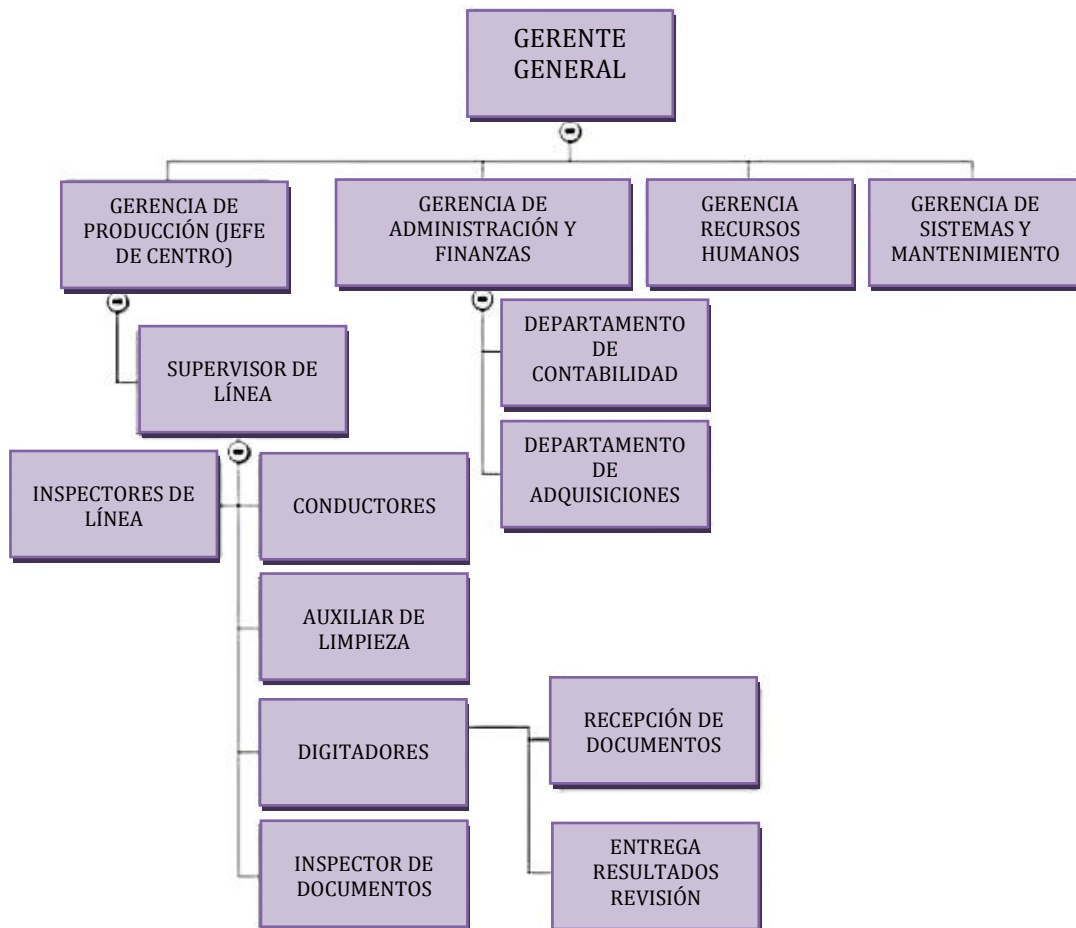 GERENTE
GENERAL
GERENCIA DE
PRODUCCIÓN (JEFE
DE CENTRO)
GERENCIA DE
ADMINISTRACIÓN Y
FINANZAS
GERENCIA
RECURSOS
HUMANOS
GERENCIA DE
SISTEMAS Y
MANTENIMIENTO
SUPERVISOR DE
LÍNEA
DEPARTAMENTO
DE
CONTABILIDAD
DEPARTAMENTO
DE
ADQUISICIONES
INSPECTORES DE
LÍNEA
CONDUCTORES
AUXILIAR DE
LIMPIEZA
DIGITADORES
RECEPCIÓN DE
DOCUMENTOS
INSPECTOR DE
DOCUMENTOS
ENTREGA
RESULTADOS
REVISIÓN